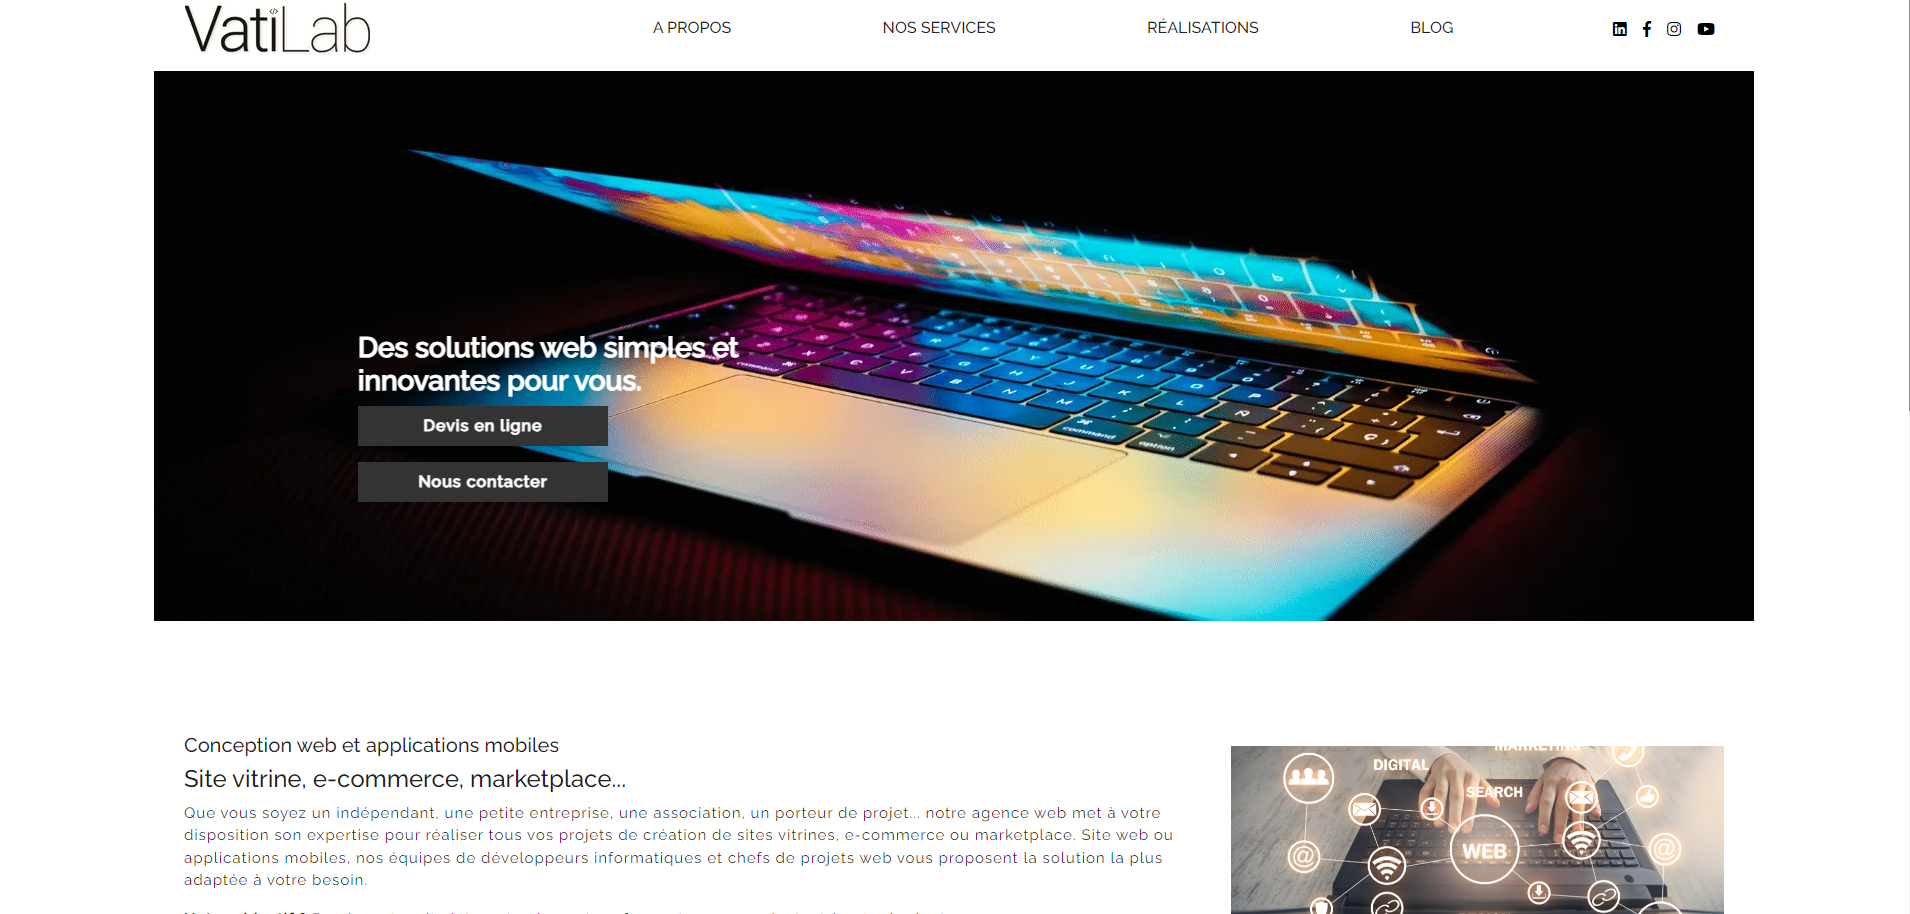 VatiLab
A PROPOS
NOS SERVICES
RÉALISATIONS
BLOG
Des solutions web simples et
innovantes pour vous.
Devis en ligne
Nous contacter
Conception web et applications mobiles
Site vitrine, e-commerce, marketplace...
Que vous soyez un indépendant, une petite entreprise, une association, un porteur de projet... notre agence web met à votre
disposition son expertise pour réaliser tous vos projets de création de sites vitrines, e-commerce ou marketplace. Site web ou
applications mobiles, nos équipes de développeurs informatiques et chefs de projets web vous proposent la solution la plus
adaptée à votre besoin.
MARKETING
DIGITAL
SEARCH
WEB
command
command
option